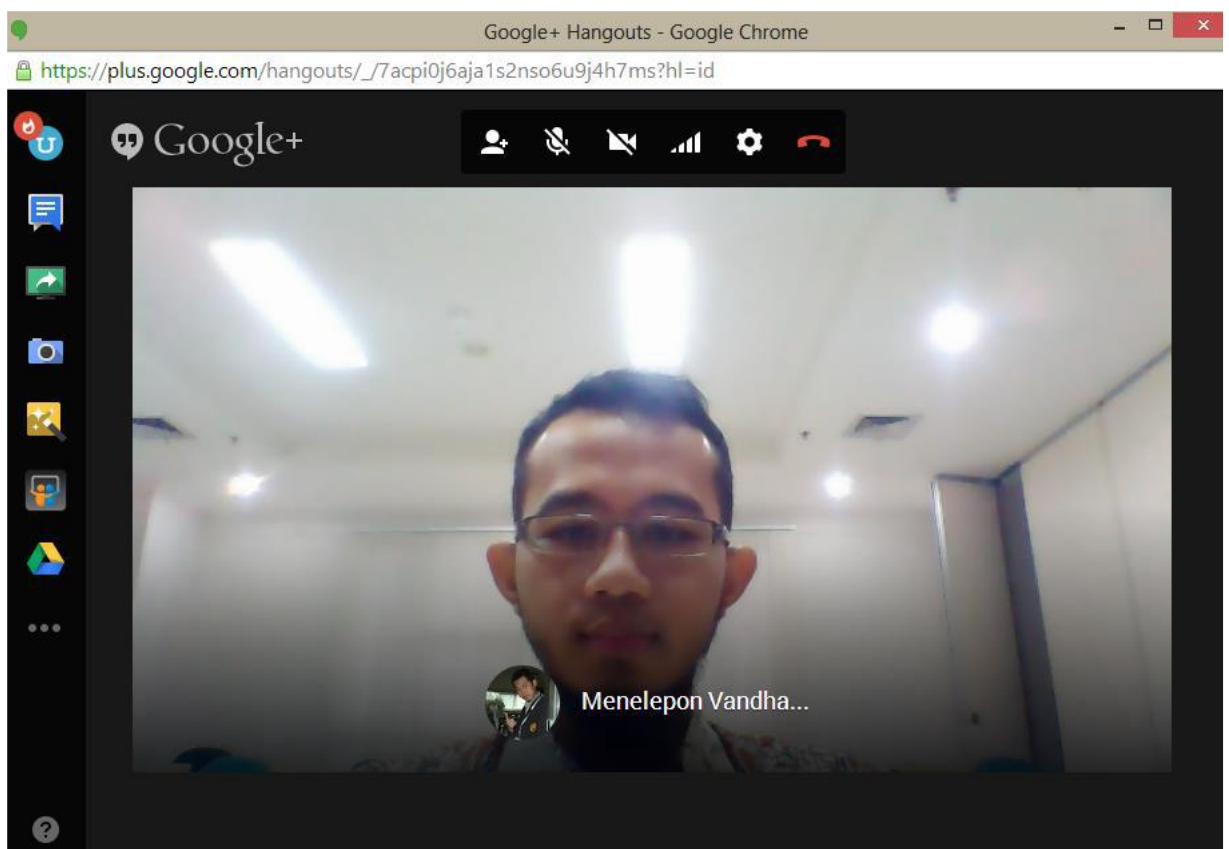 Google+ Hangouts - Google Chrome
https://plus.google.com/hangouts/_/7acpi0j6aja1s2nso6u9j4h7ms?hl=id
Google+
Menelepon Vandha...